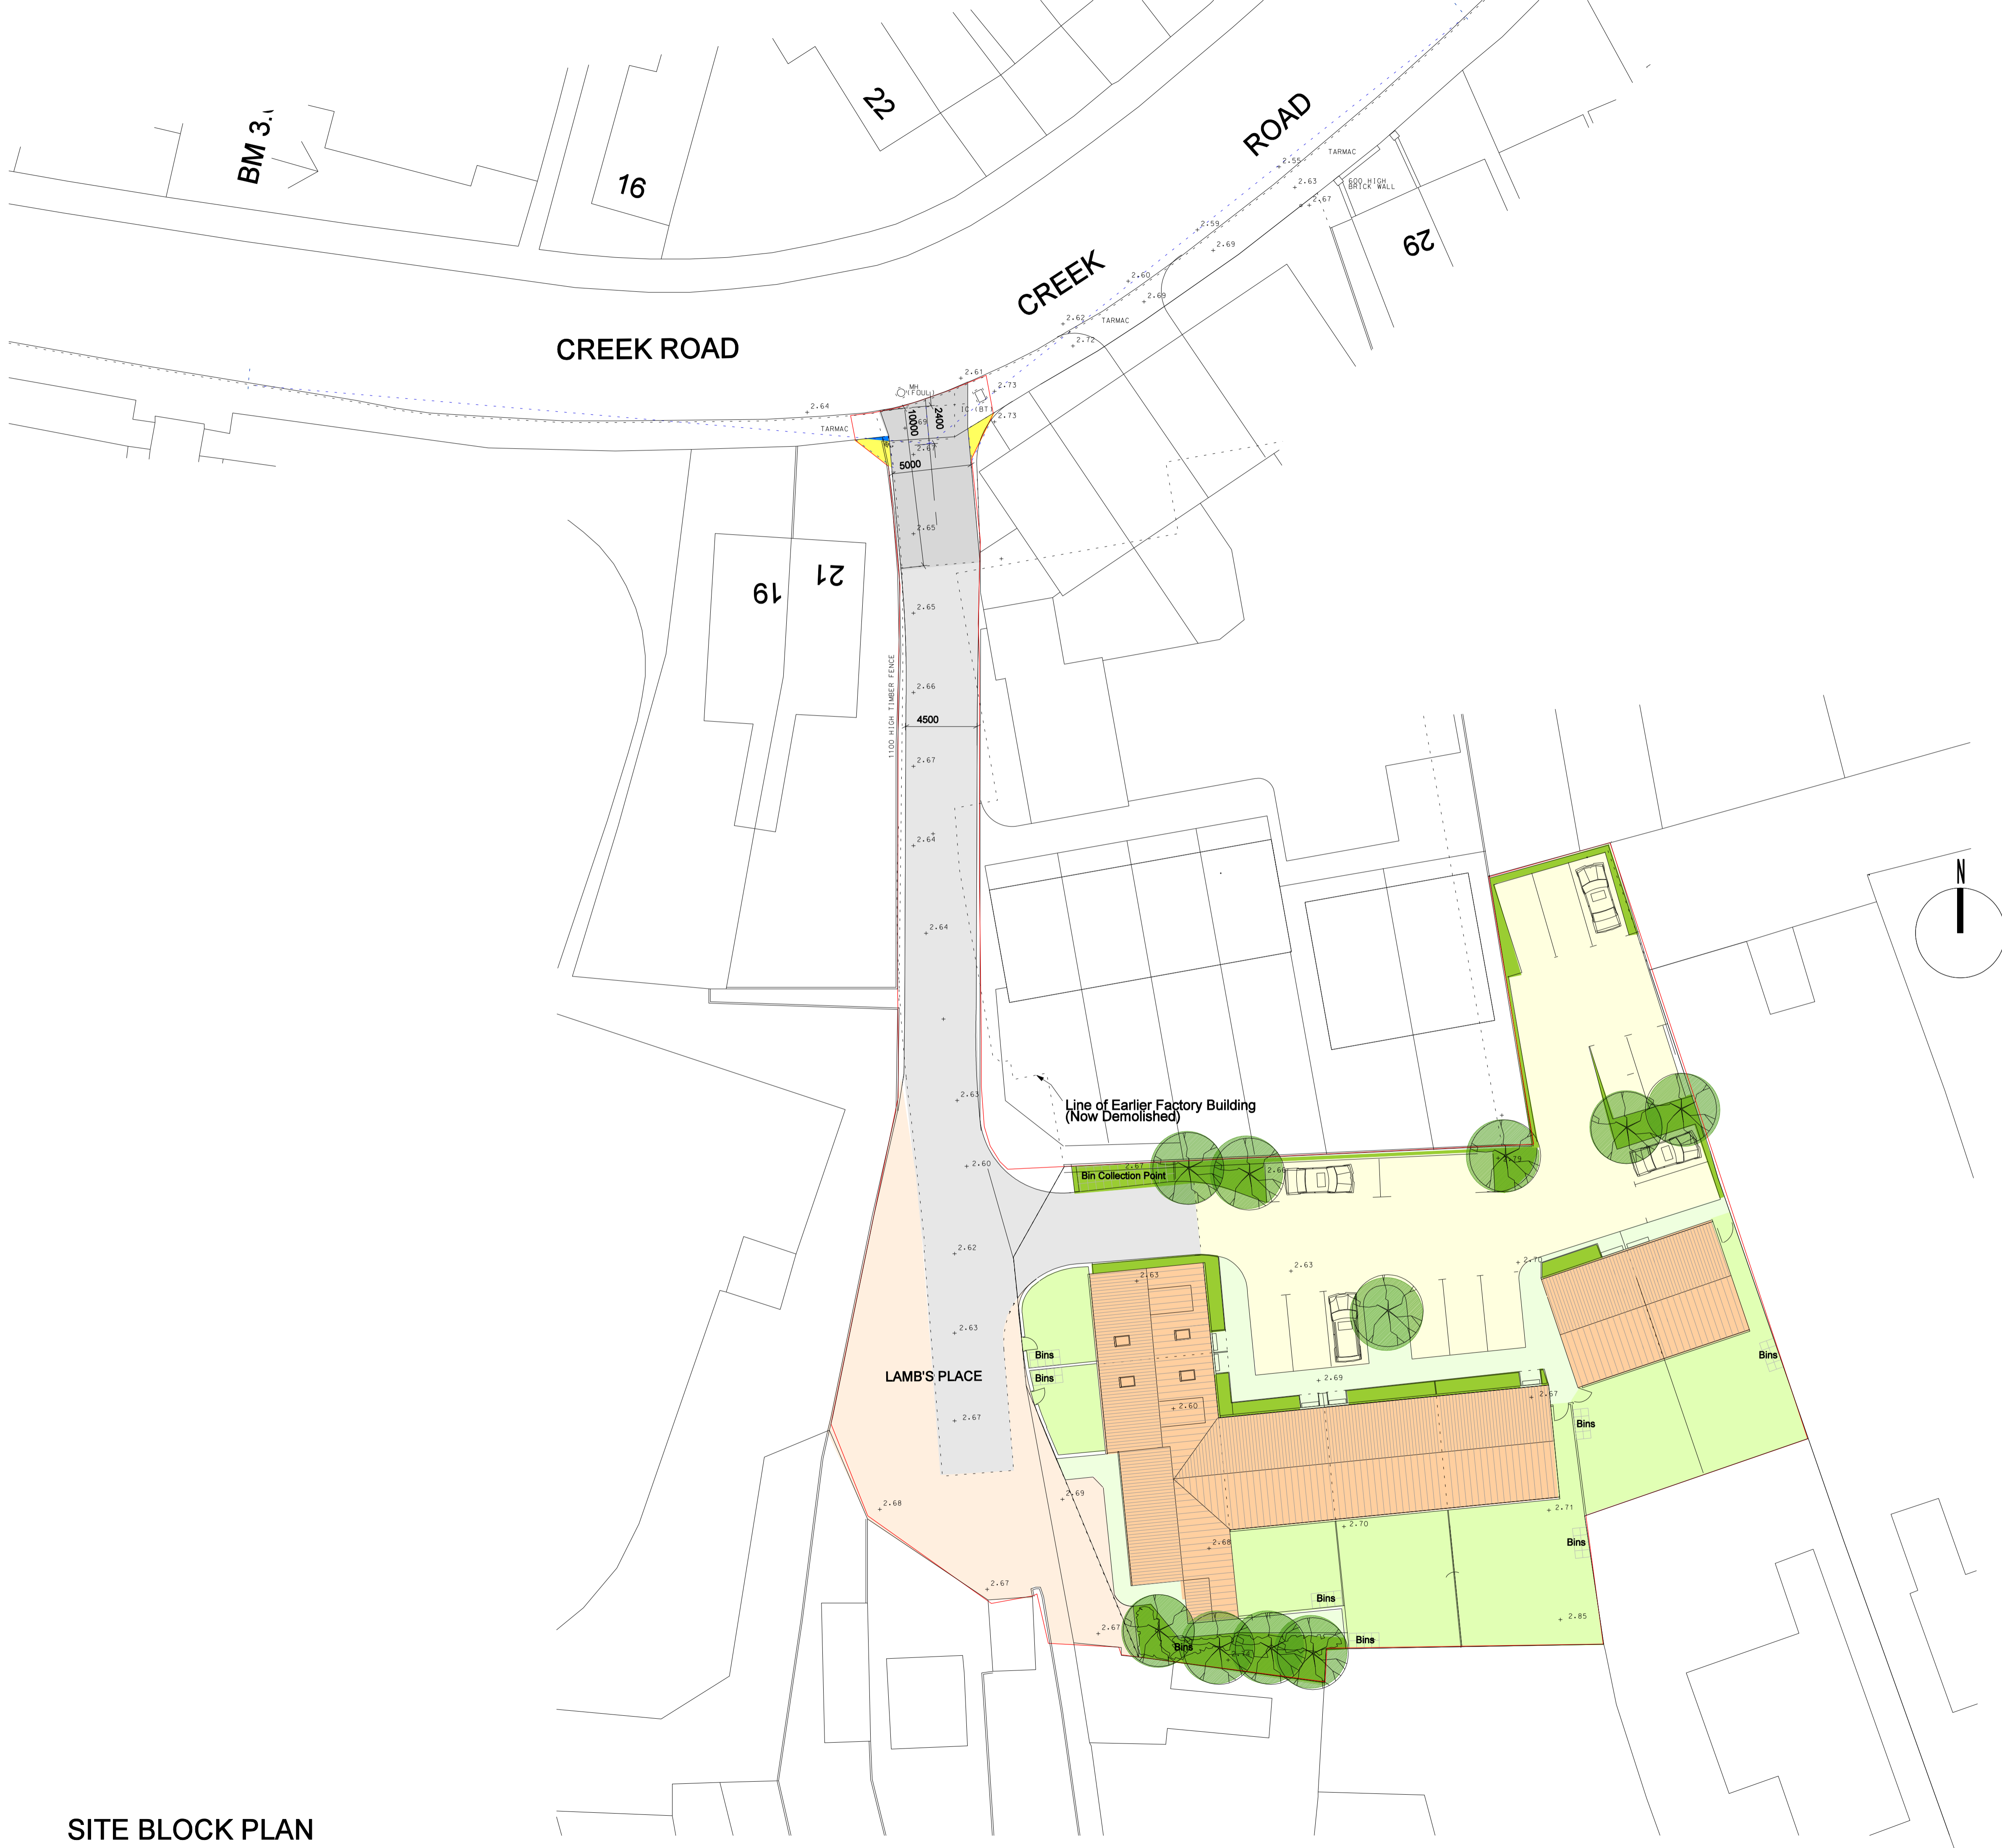 BM 3.
16
22
ROAD
TARMAC
2.55
2.63
600 HIGH
BRICK WALL
2.67
2.59
2.69
29
CREEK
2.60
2.69
2.62
TARMAC
2.72
CREEK ROAD
2.61
MH
(FOUL)
2.73
2.64
IC (BT)
2.73
TARMAC
10000
2400
2.67
5000
2.65
19
21
2.65
1100 HIGH TIMBER FENCE
2.66
4500
2.67
2.64
N
2.64
2.63
Line of Earlier Factory Building
(Now Demolished)
2.60
2.67
2.66
2.79
Bin Collection Point
2.62
2.63
2.63
2.70
2.63
Bins
Bins
Bins
LAMB'S PLACE
2.69
2.67
2.60
2.67
Bins
2.69
2.68
2.71
2.70
2.68
Bins
2.67
Bins
2.85
2.67
Bins
Bins
SITE BLOCK PLAN